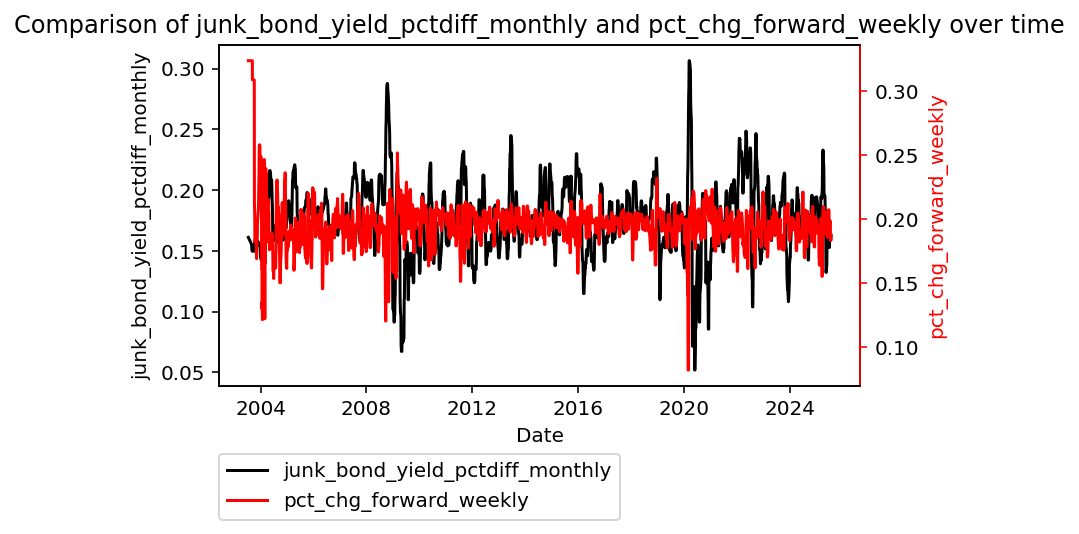 Comparison of junk_bond_yield_pctdiff_monthly and pct_chg_forward_weekly over time
junk_bond_yield_pctdiff_monthly
0.30
0.25
0.20
0.15
0.10
0.05
0.30
0.25
0.20
0.15
0.10
pct_chg_forward_weekly
2004 2008 2012 2016 2020 2024
Date
junk_bond_yield_pctdiff_monthly
pct_chg_forward_weekly